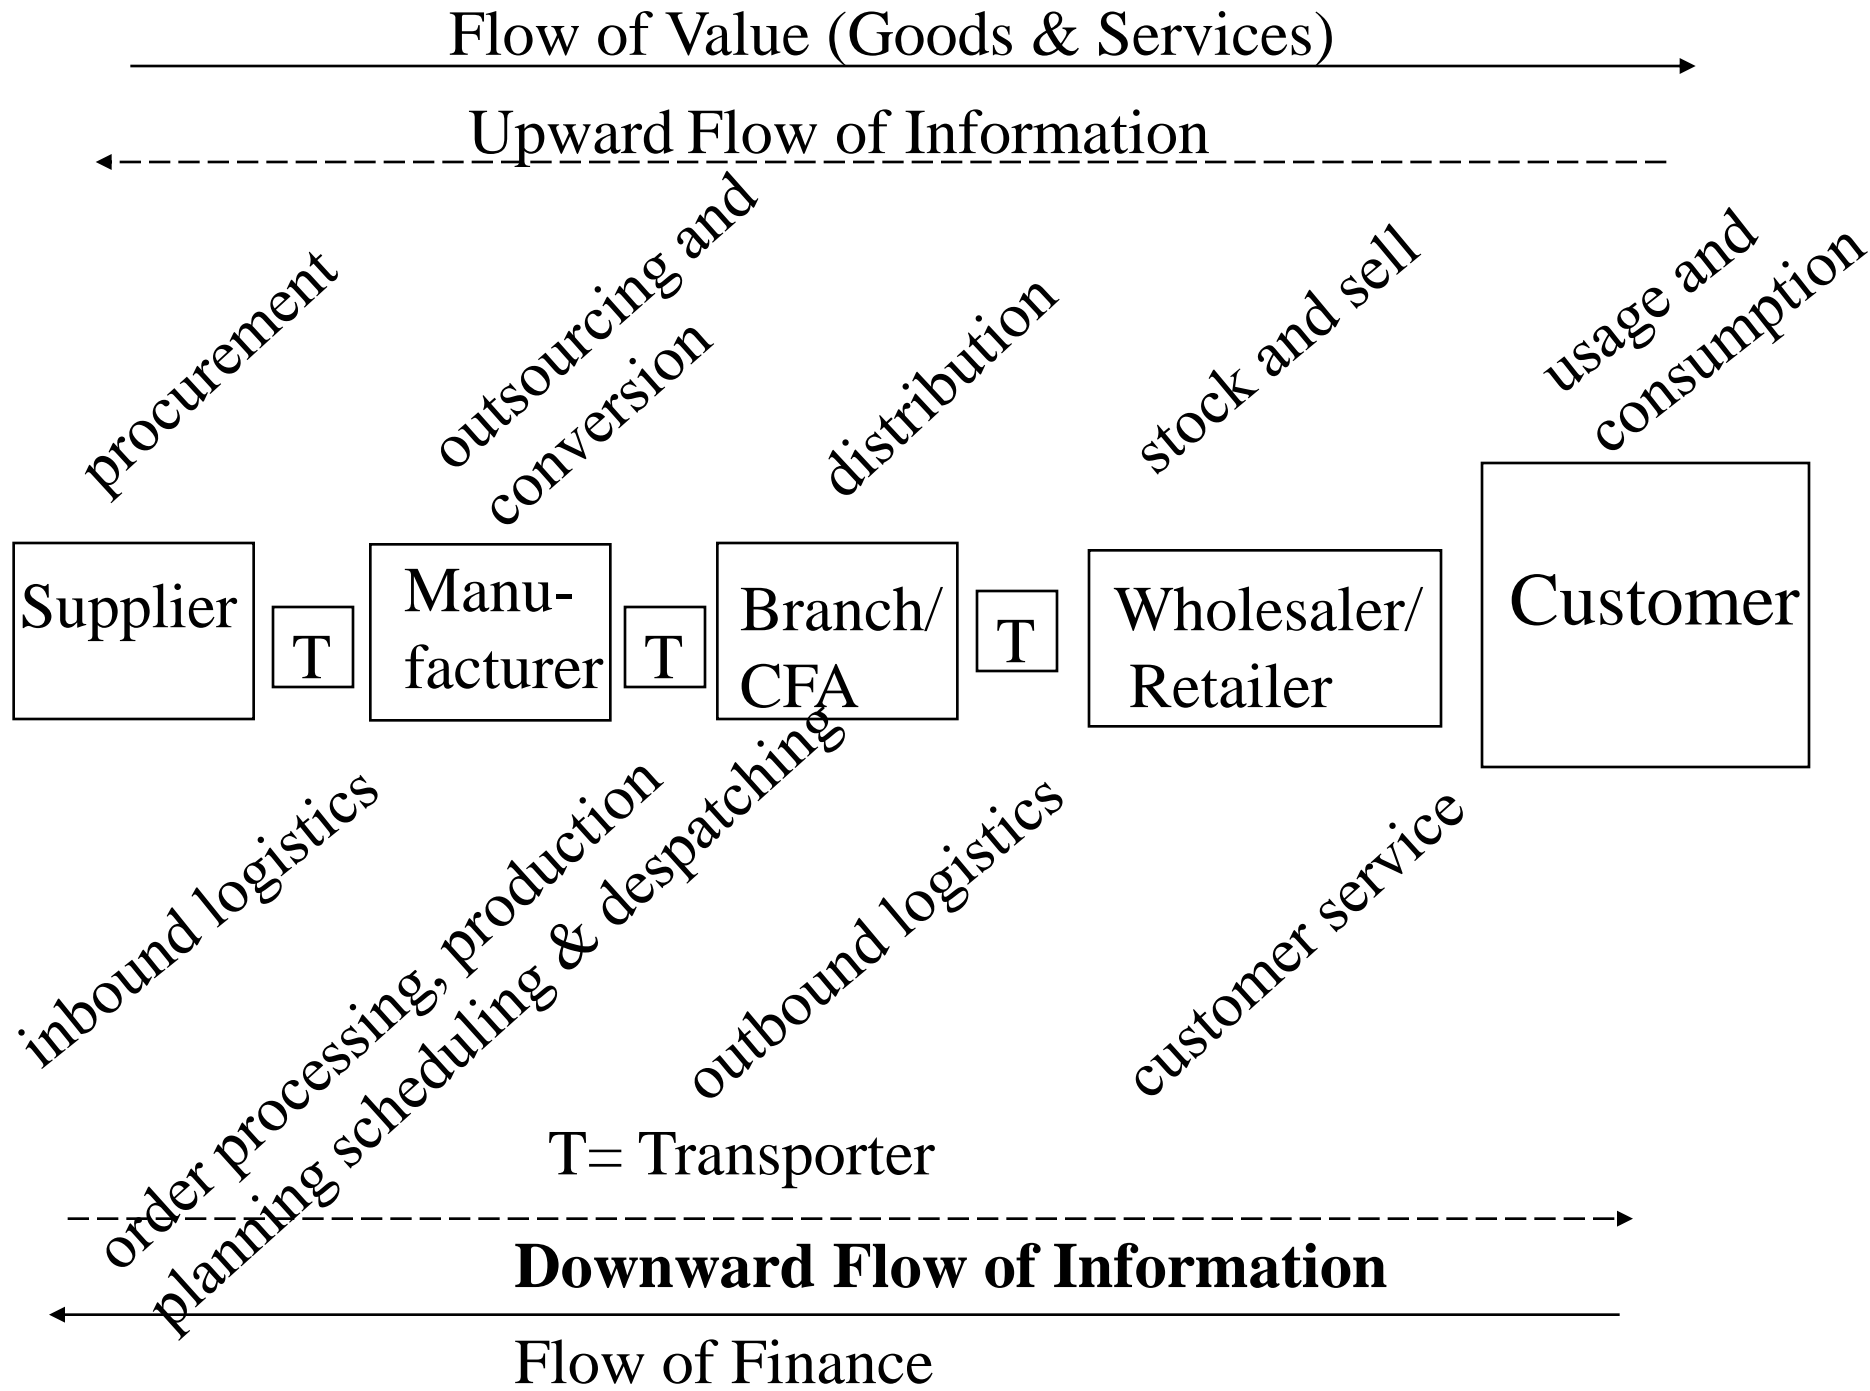 Flow of Value (Goods & Services)
Upward Flow of Information
procurement
outsourcing and
conversion
distribution
stock and sell
usage and
consumption
Supplier
T
Manu-
facturer
T
Branch/
CFA
T
Wholesaler/
Retailer
Customer
inbound logistics
order processing, production
planning scheduling & despatching
outbound logistics
customer service
T= Transporter
Downward Flow of Information
Flow of Finance